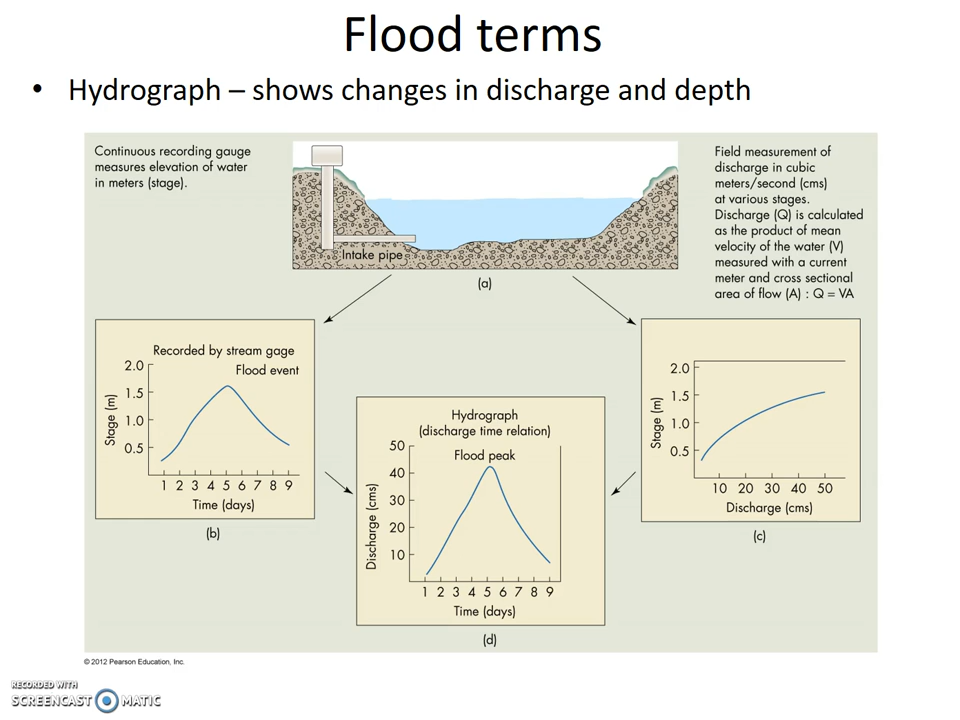 Flood terms
• Hydrograph – shows changes in discharge and depth
Continuous recording gauge
measures elevation of water
in meters (stage).
Field measurement of
discharge in cubic
meters/second (cms)
at various stages.
Discharge (Q) is calculated
as the product of mean
velocity of the water (V)
measured with a current
meter and cross sectional
area of flow (A) : Q = VA
Intake pipe
(a)
Recorded by stream gage
Flood event
Stage (m)
2.0
1.5
1.0
0.5
1 2 3 4 5 6 7 8 9
Time (days)
(b)
Stage (m)
2.0
1.5
1.0
0.5
10 20 30 40 50
Discharge (cms)
(c)
Hydrograph
(discharge time relation)
Flood peak
Discharge (cms)
50
40
30
20
10
1 2 3 4 5 6 7 8 9
Time (days)
(d)
© 2012 Pearson Education, Inc.
RECORDED WITH
SCREENCAST MATIC